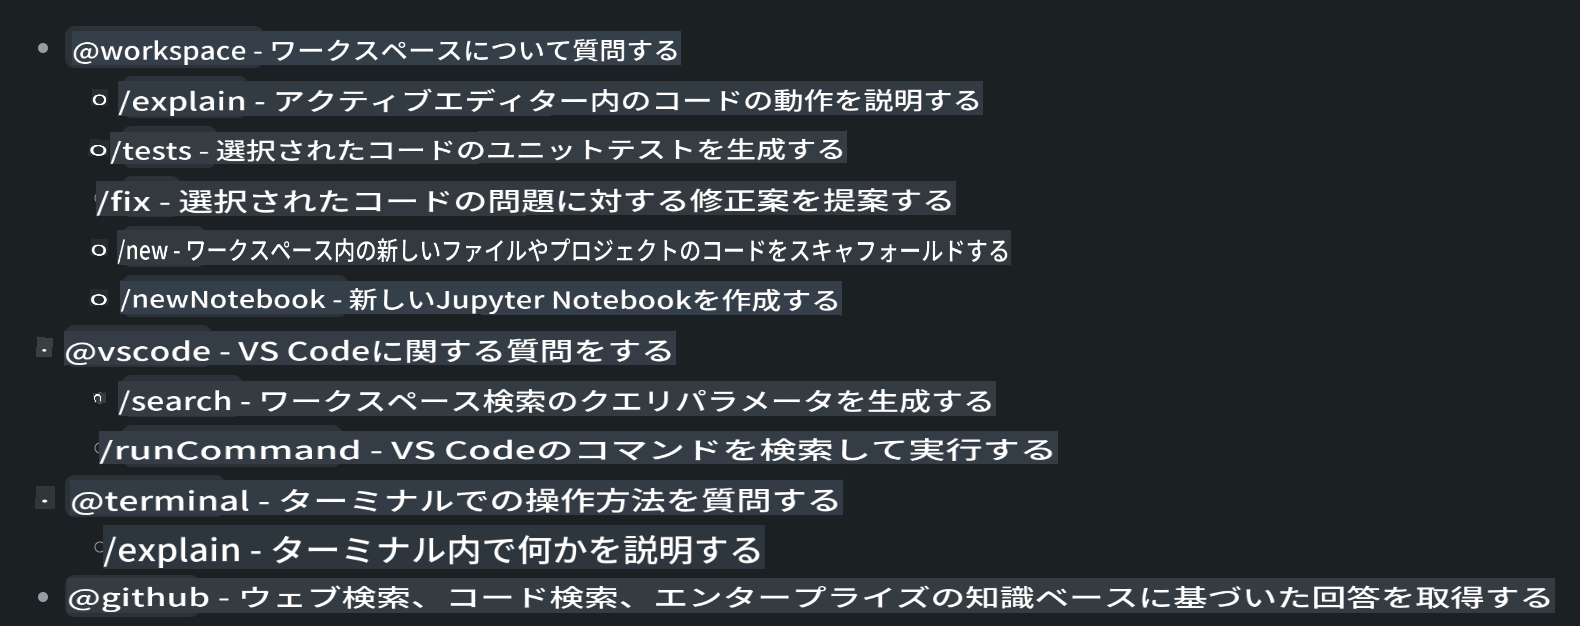 @workspace - ワークスペースについて質問する
/explain - アクティブエディター内のコードの動作を説明する
/tests - 選択されたコードのユニットテストを生成する
/fix - 選択されたコードの問題に対する修正案を提案する
/new - ワークスペース内の新しいファイルやプロジェクトのコードをスキャフォールドする
/newNotebook - 新しいJupyter Notebookを作成する
@vscode - VS Codeに関する質問をする
/search - ワークスペース検索のクエリパラメータを生成する
/runCommand - VS Codeのコマンドを検索して実行する
@terminal - ターミナルでの操作方法を質問する
/explain - ターミナル内で何かを説明する
@github - ウェブ検索、コード検索、エンタープライズの知識ベースに基づいた回答を取得する